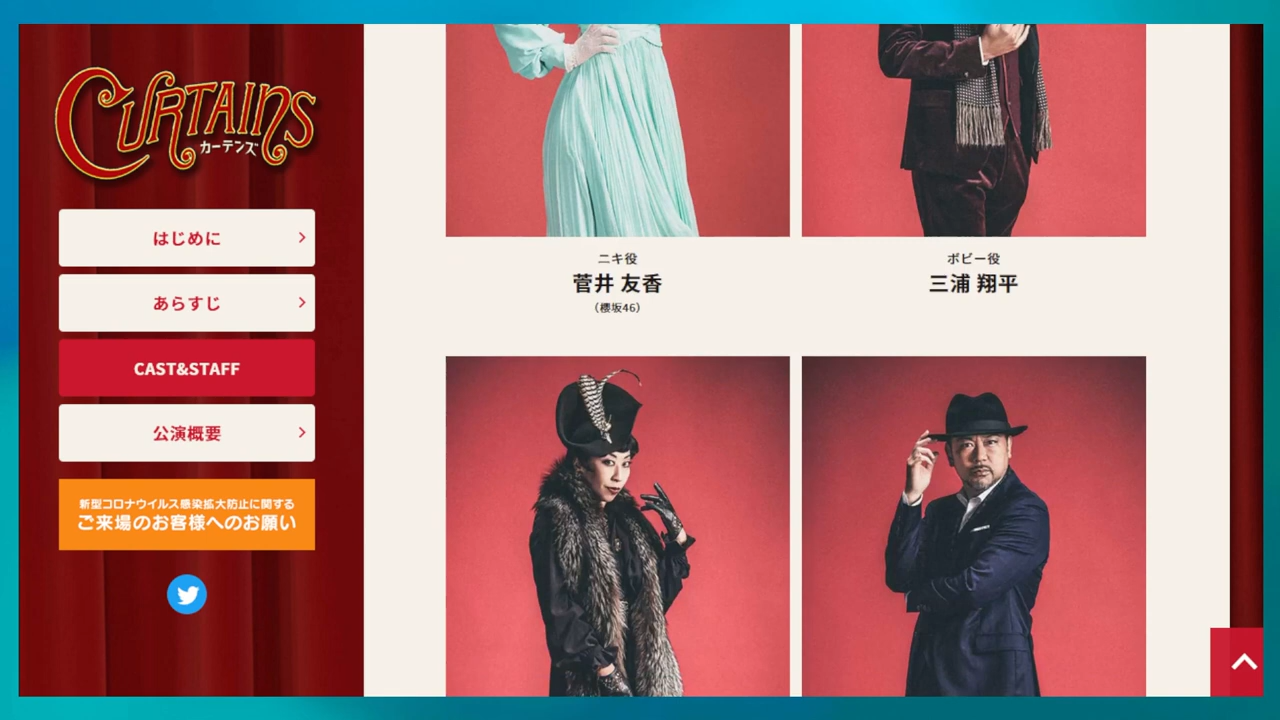 CURTAINS
カーテンズ
はじめに
あらすじ
CAST&STAFF
公演概要
新型コロナウイルス感染拡大防止に関する
ご来場のお客様へのお願い
ニキ役
菅井 友香
（櫻坂46）
ボビー役
三浦 翔平